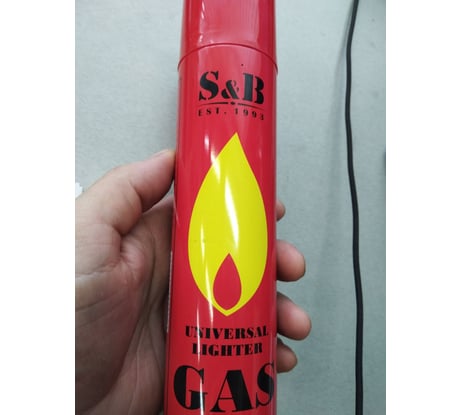 S&B
EST. 1993
UNIVERSAL
LIGHTER
GAS